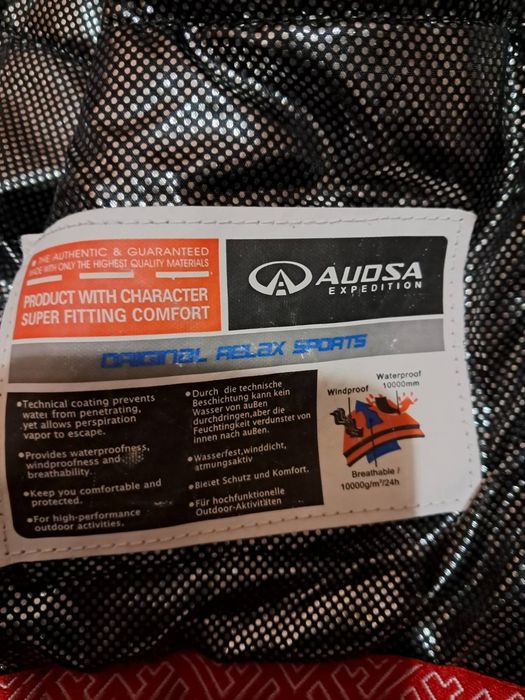 THE AUTHENTIC & GUARANTEED
MADE WITH ONLY THE HIGHEST QUALITY MATERIALS
PRODUCT WITH CHARACTER
SUPER FITTING COMFORT
AUOSA
EXPEDITION
ORIGINAL RELAX SPORTS
•Technical coating prevents
water from penetrating,
yet allows perspiration
vapor to escape.
•Provides waterproofness,
windproofness and
breathability.
•Keep you comfortable and
protected.
•For high-performance
outdoor activities.
•Durch die technische
Beschichtung kann kein
Wasser von außen
durchdringen,aber die
Feuchtigkeit verdunstet von
innen nach außen.
•Wasserfest,winddicht,
atmungsaktiv
•Bieiet Schutz und Komfort.
•Für hochfunktionelle
Outdoor-Aktivitäten
Windproof
Waterproof
10000mm
Breathable /
10000g/m²/24h